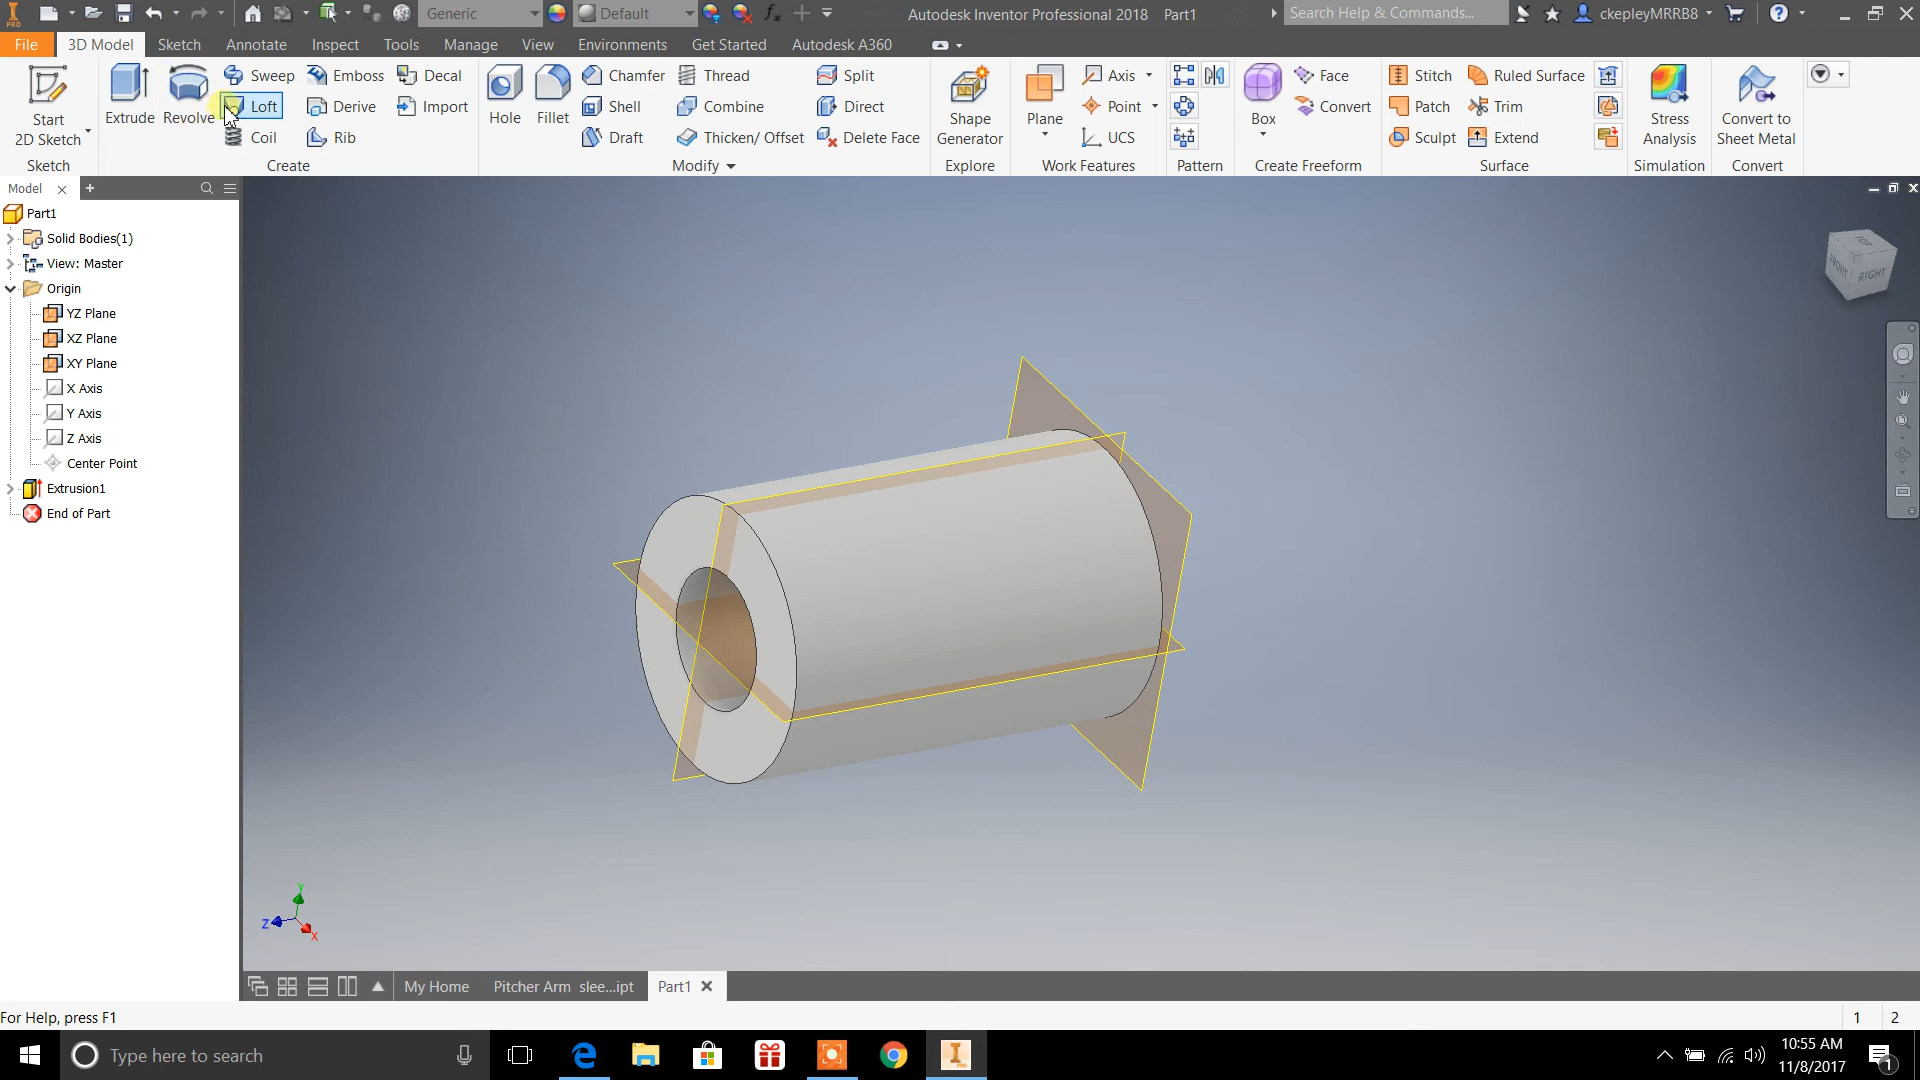 PRO
Generic
Default
Autodesk Inventor Professional 2018 Part1
Search Help & Commands...
ckepleyMRRB8
File
3D Model
Sketch
Annotate
Inspect
Tools
Manage
View
Environments
Get Started
Autodesk A360
Start
2D Sketch
Sketch
Extrude
Revolve
Sweep
Loft
Coil
Emboss
Derive
Rib
Decal
Import
Create
Hole
Fillet
Chamfer
Shell
Draft
Thread
Combine
Thicken/ Offset
Split
Direct
Delete Face
Modify
Shape
Generator
Explore
Plane
Axis
Point
UCS
Work Features
Pattern
Box
Face
Convert
Create Freeform
Stitch
Patch
Sculpt
Ruled Surface
Trim
Extend
Surface
Stress
Analysis
Simulation
Convert to
Sheet Metal
Convert
Model
Part1
Solid Bodies(1)
View: Master
Origin
YZ Plane
XZ Plane
XY Plane
X Axis
Y Axis
Z Axis
Center Point
Extrusion1
End of Part
TOP
FRONT
RIGHT
Y
Z
X
My Home
Pitcher Arm slee...ipt
Part1
For Help, press F1
1
2
Type here to search
10:55 AM
11/8/2017
1